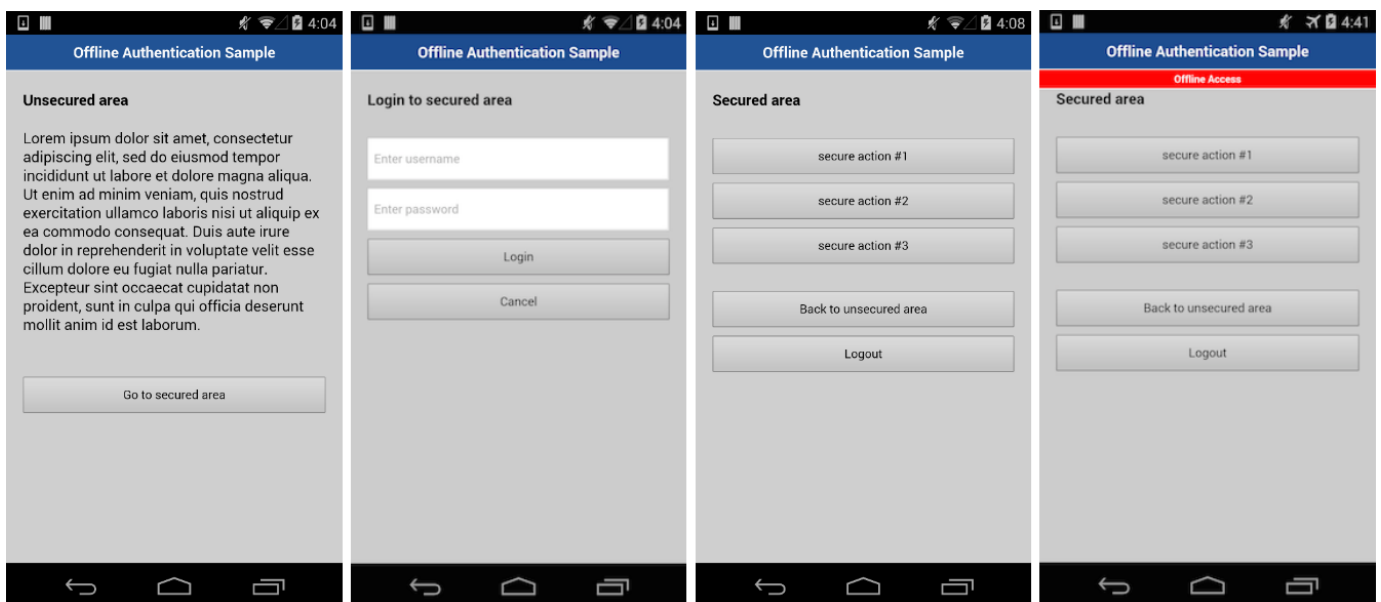 4:04
Offline Authentication Sample
Unsecured area
Lorem ipsum dolor sit amet, consectetur
adipiscing elit, sed do eiusmod tempor
incididunt ut labore et dolore magna aliqua.
Ut enim ad minim veniam, quis nostrud
exercitation ullamco laboris nisi ut aliquip ex
ea commodo consequat. Duis aute irure
dolor in reprehenderit in voluptate velit esse
cillum dolore eu fugiat nulla pariatur.
Excepteur sint occaecat cupidatat non
proident, sunt in culpa qui officia deserunt
mollit anim id est laborum.
Go to secured area
4:04
Offline Authentication Sample
Login to secured area
Enter username
Enter password
Login
Cancel
4:08
Offline Authentication Sample
Secured area
secure action #1
secure action #2
secure action #3
Back to unsecured area
Logout
4:41
Offline Authentication Sample
Offline Access
Secured area
secure action #1
secure action #2
secure action #3
Back to unsecured area
Logout